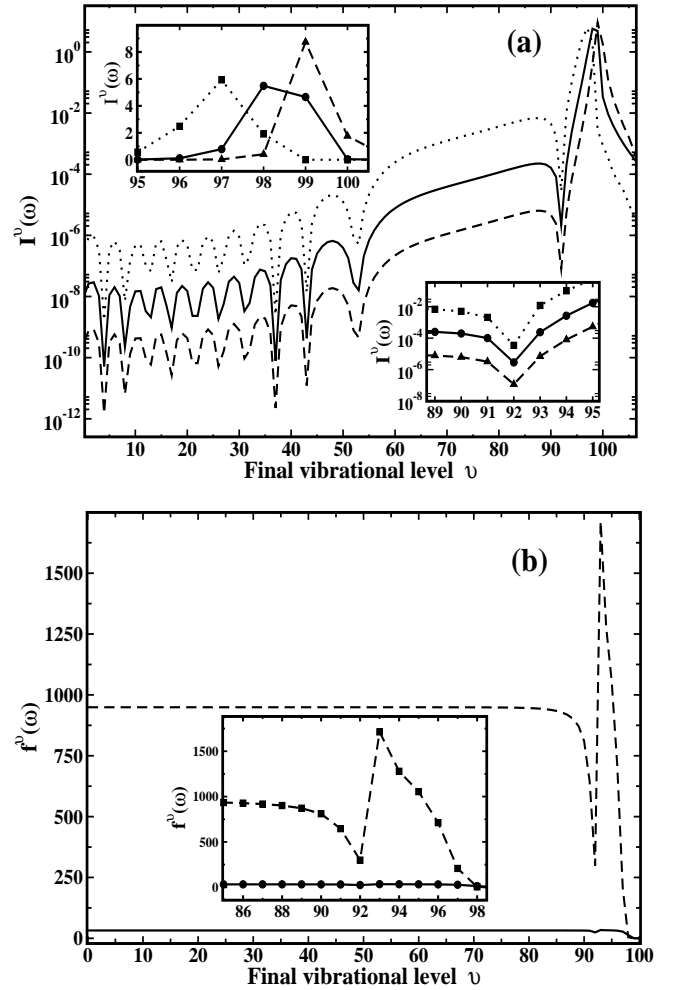 (a)
I^υ(ω)
10^0
10^-2
10^-4
10^-6
10^-8
10^-10
10^-12
10 20 30 40 50 60 70 80 90 100
Final vibrational level υ
I^υ(ω)
8
6
4
2
0
95 96 97 98 99 100
I^υ(ω)
10^-2
10^-4
10^-6
10^-8
89 90 91 92 93 94 95
(b)
f^υ(ω)
1500
1250
1000
750
500
250
0
0 10 20 30 40 50 60 70 80 90 100
Final vibrational level υ
f^υ(ω)
1500
1000
500
0
86 88 90 92 94 96 98